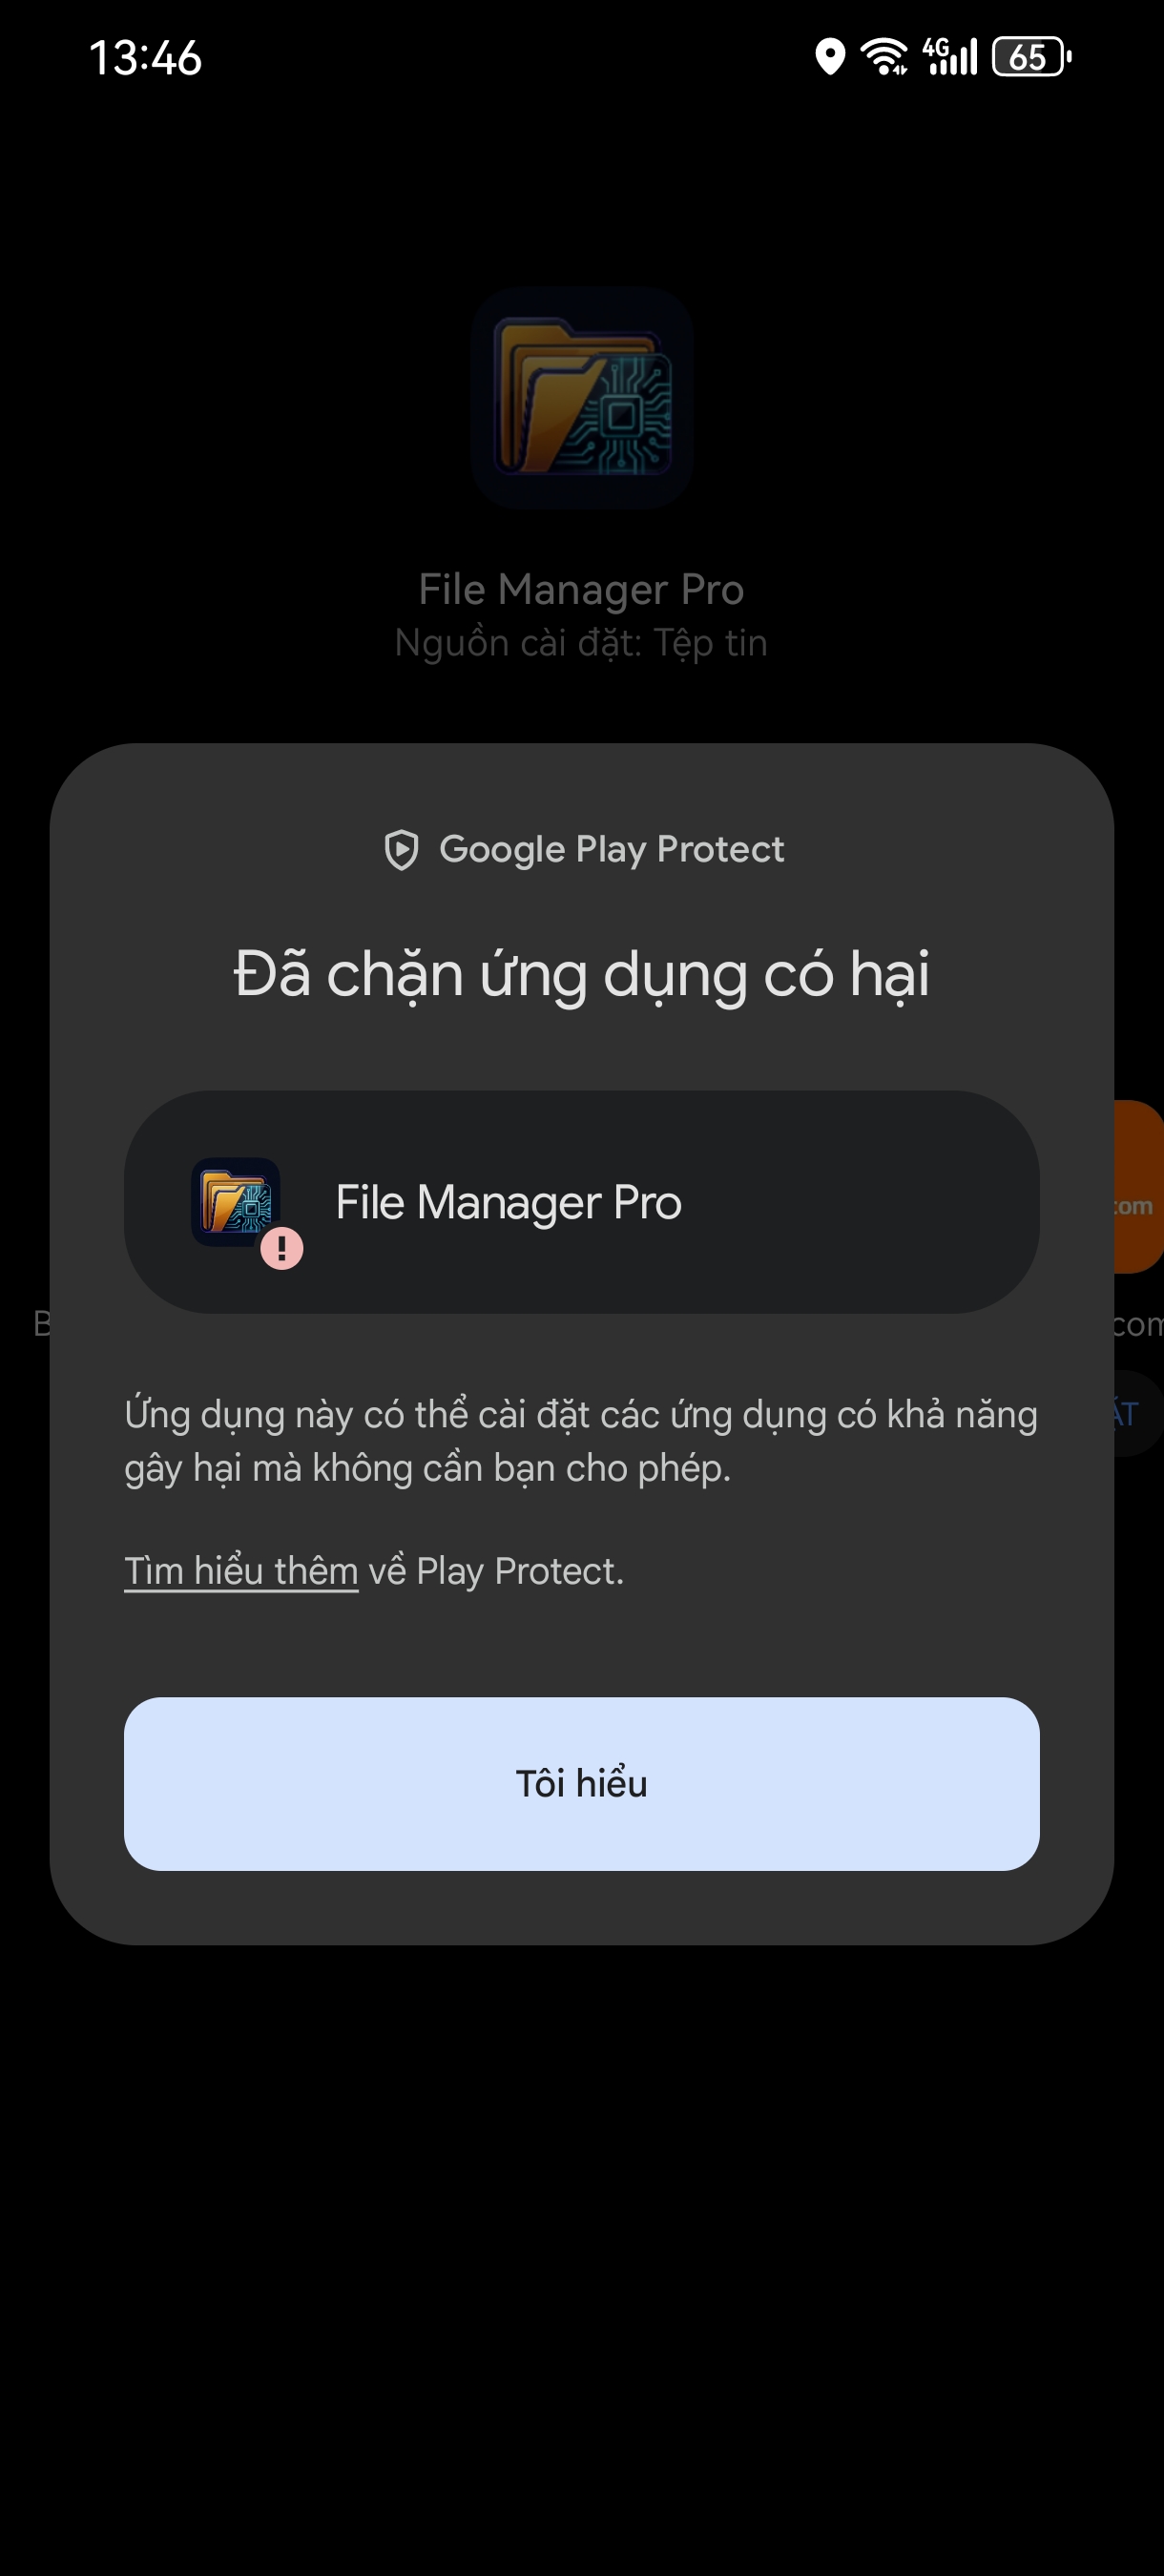 13:46
4G
65
File Manager Pro
Nguồn cài đặt: Tệp tin
Google Play Protect
Đã chặn ứng dụng có hại
File Manager Pro
Ứng dụng này có thể cài đặt các ứng dụng có khả năng
gây hại mà không cần bạn cho phép.
Tìm hiểu thêm về Play Protect.
Tôi hiểu